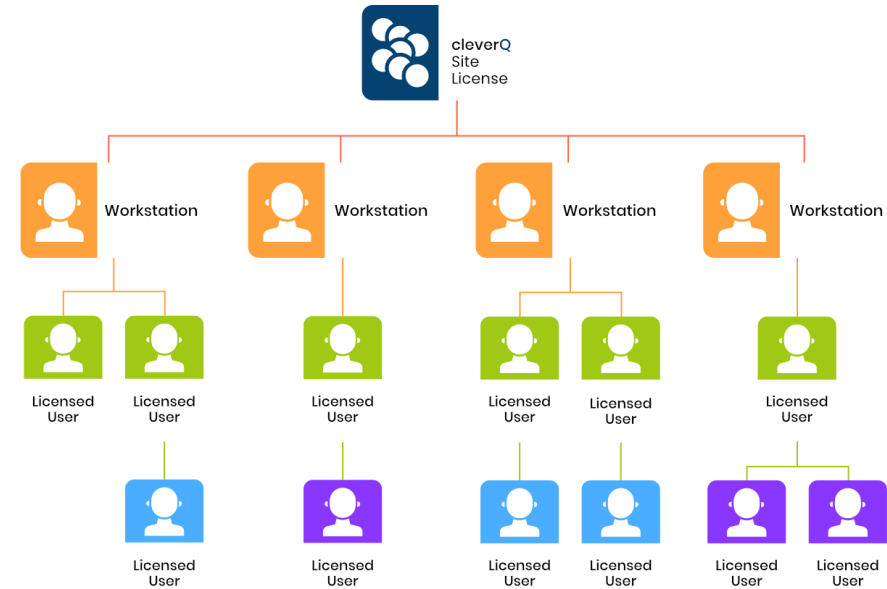 cleverQ
Site
License
Workstation
Workstation
Workstation
Workstation
Licensed
User
Licensed
User
Licensed
User
Licensed
User
Licensed
User
Licensed
User
Licensed
User
Licensed
User
Licensed
User
Licensed
User
Licensed
User
Licensed
User